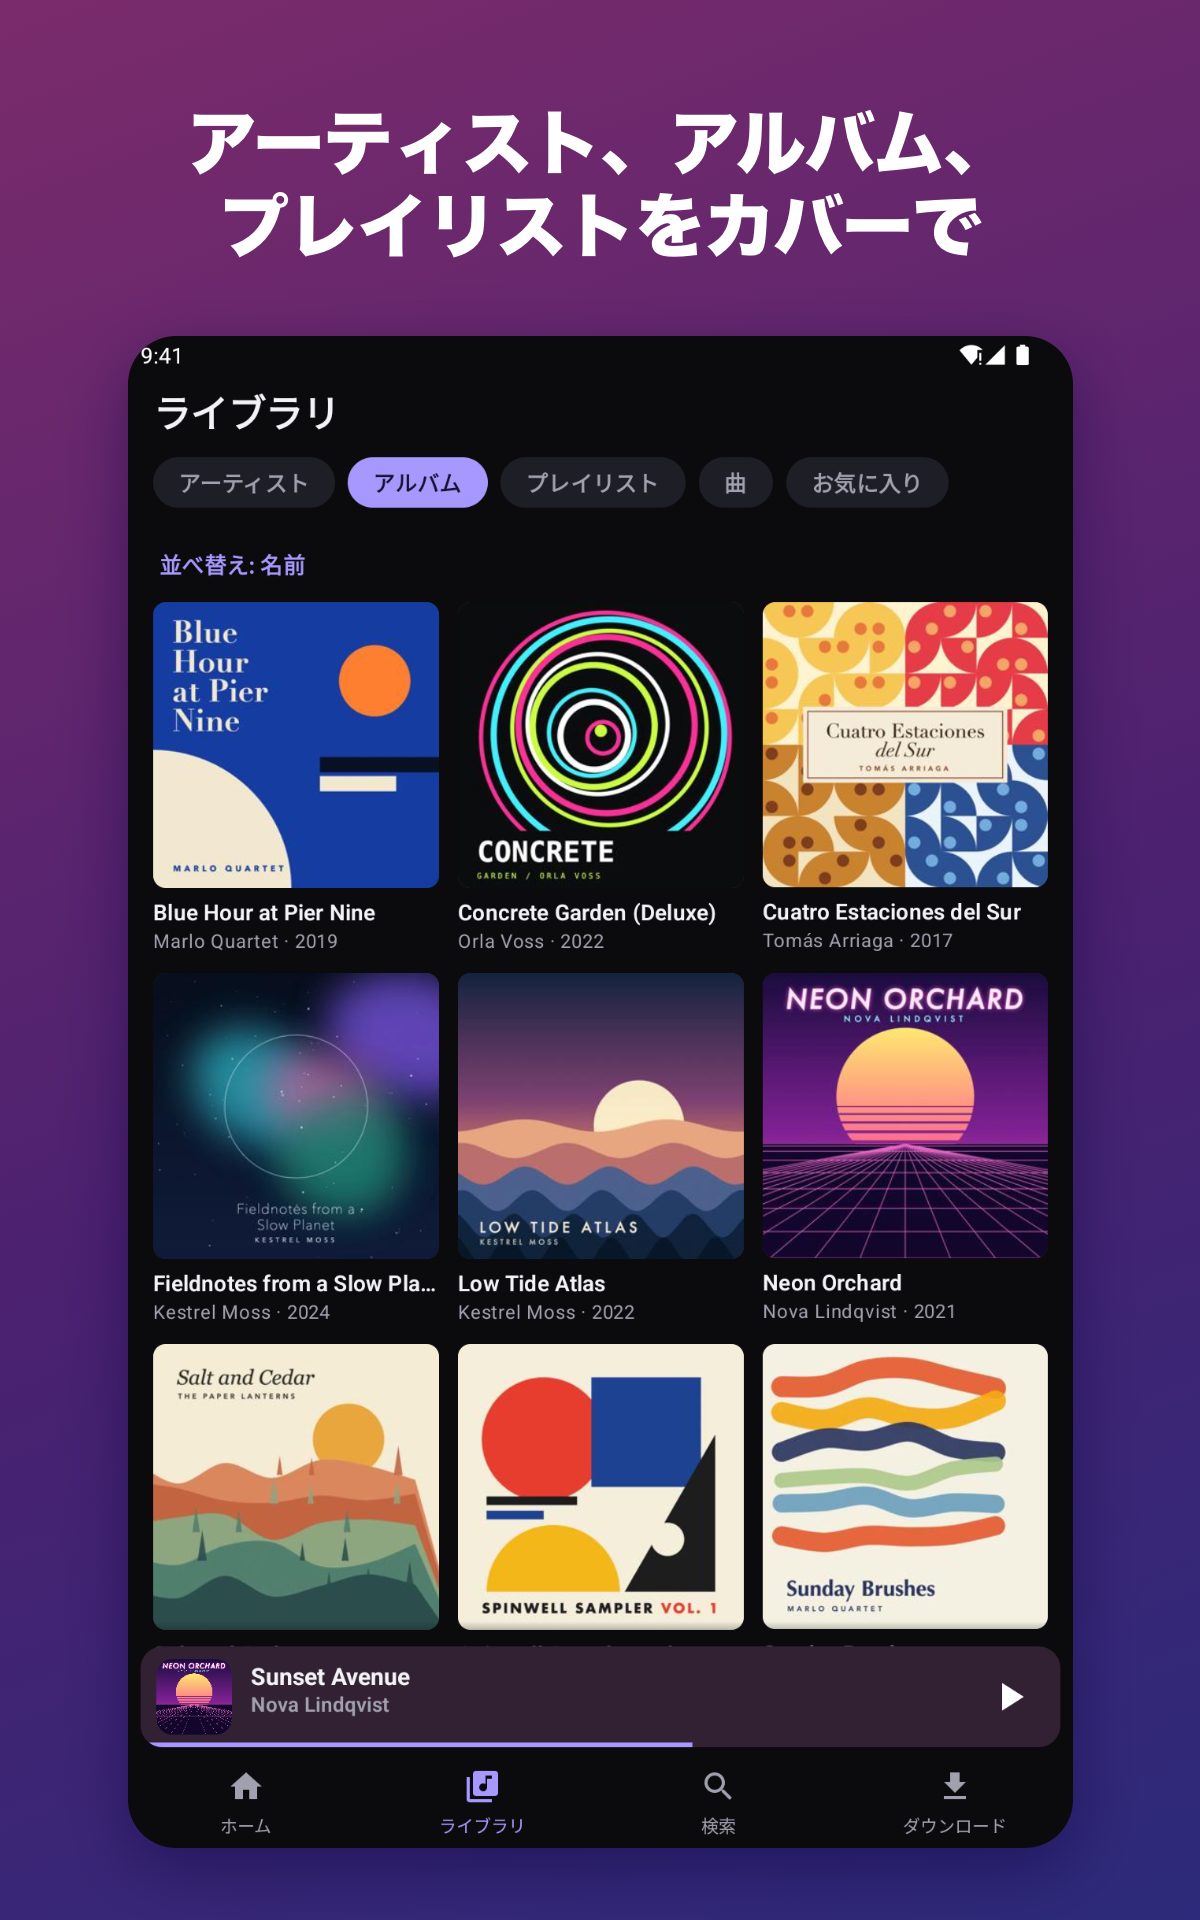 アーティスト、アルバム、
プレイリストをカバーで
9:41
ライブラリ
アーティスト
アルバム
プレイリスト
曲
お気に入り
並べ替え: 名前
Blue
Hour
at Pier
Nine
MARLO QUARTET
CONCRETE
GARDEN / ORLA VOSS
Cuatro Estaciones
del Sur
TOMÁS ARRIAGA
Blue Hour at Pier Nine
Marlo Quartet · 2019
Concrete Garden (Deluxe)
Orla Voss · 2022
Cuatro Estaciones del Sur
Tomás Arriaga · 2017
Fieldnotes from a
Slow Planet
KESTREL MOSS
LOW TIDE ATLAS
KESTREL MOSS
NEON ORCHARD
NOVA LINDQVIST
Fieldnotes from a Slow Pla...
Kestrel Moss · 2024
Low Tide Atlas
Kestrel Moss · 2022
Neon Orchard
Nova Lindqvist · 2021
Salt and Cedar
THE PAPER LANTERNS
SPINWELL SAMPLER VOL. 1
Sunday Brushes
MARLO QUARTET
NEON ORCHARD
Sunset Avenue
Nova Lindqvist
ホーム
ライブラリ
検索
ダウンロード